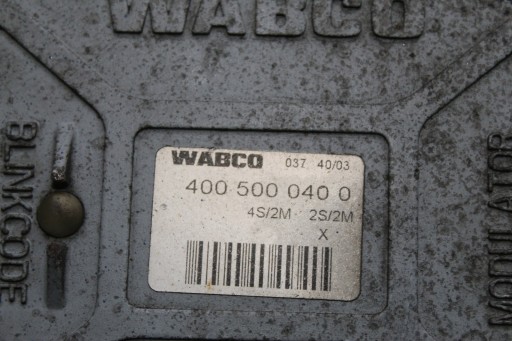 WABCO
BLINKCODE
WABCO 037 40/03
400 500 040 0
4S/2M 2S/2M
X
MODULATOR